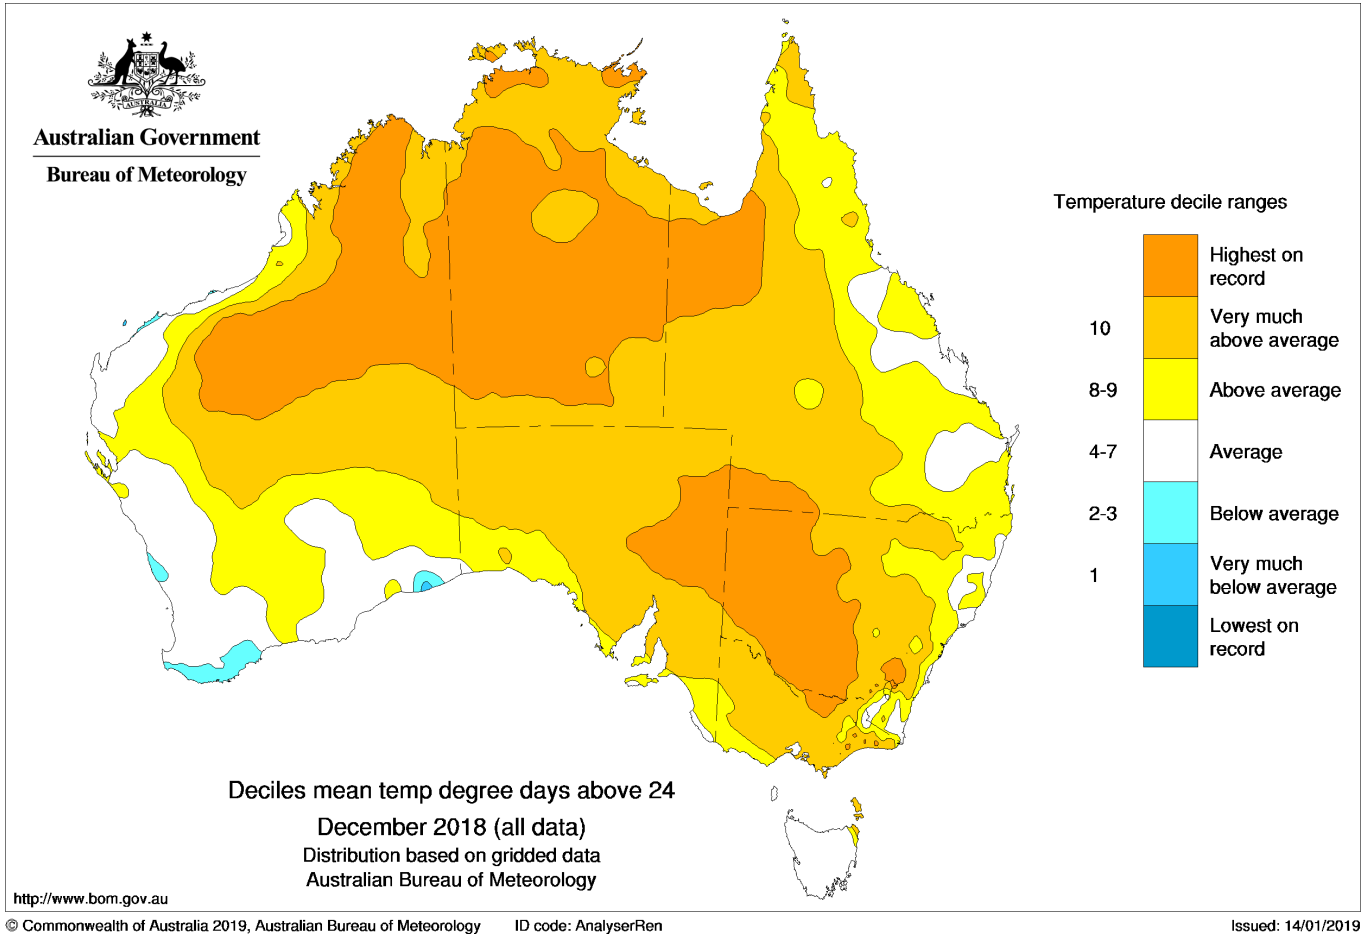 AUSTRALIA
Australian Government
Bureau of Meteorology
Temperature decile ranges
Highest on
record
10
Very much
above average
8-9
Above average
4-7
Average
2-3
Below average
1
Very much
below average
Lowest on
record
Deciles mean temp degree days above 24
December 2018 (all data)
Distribution based on gridded data
Australian Bureau of Meteorology
http://www.bom.gov.au
© Commonwealth of Australia 2019, Australian Bureau of Meteorology ID code: AnalyserRen Issued: 14/01/2019